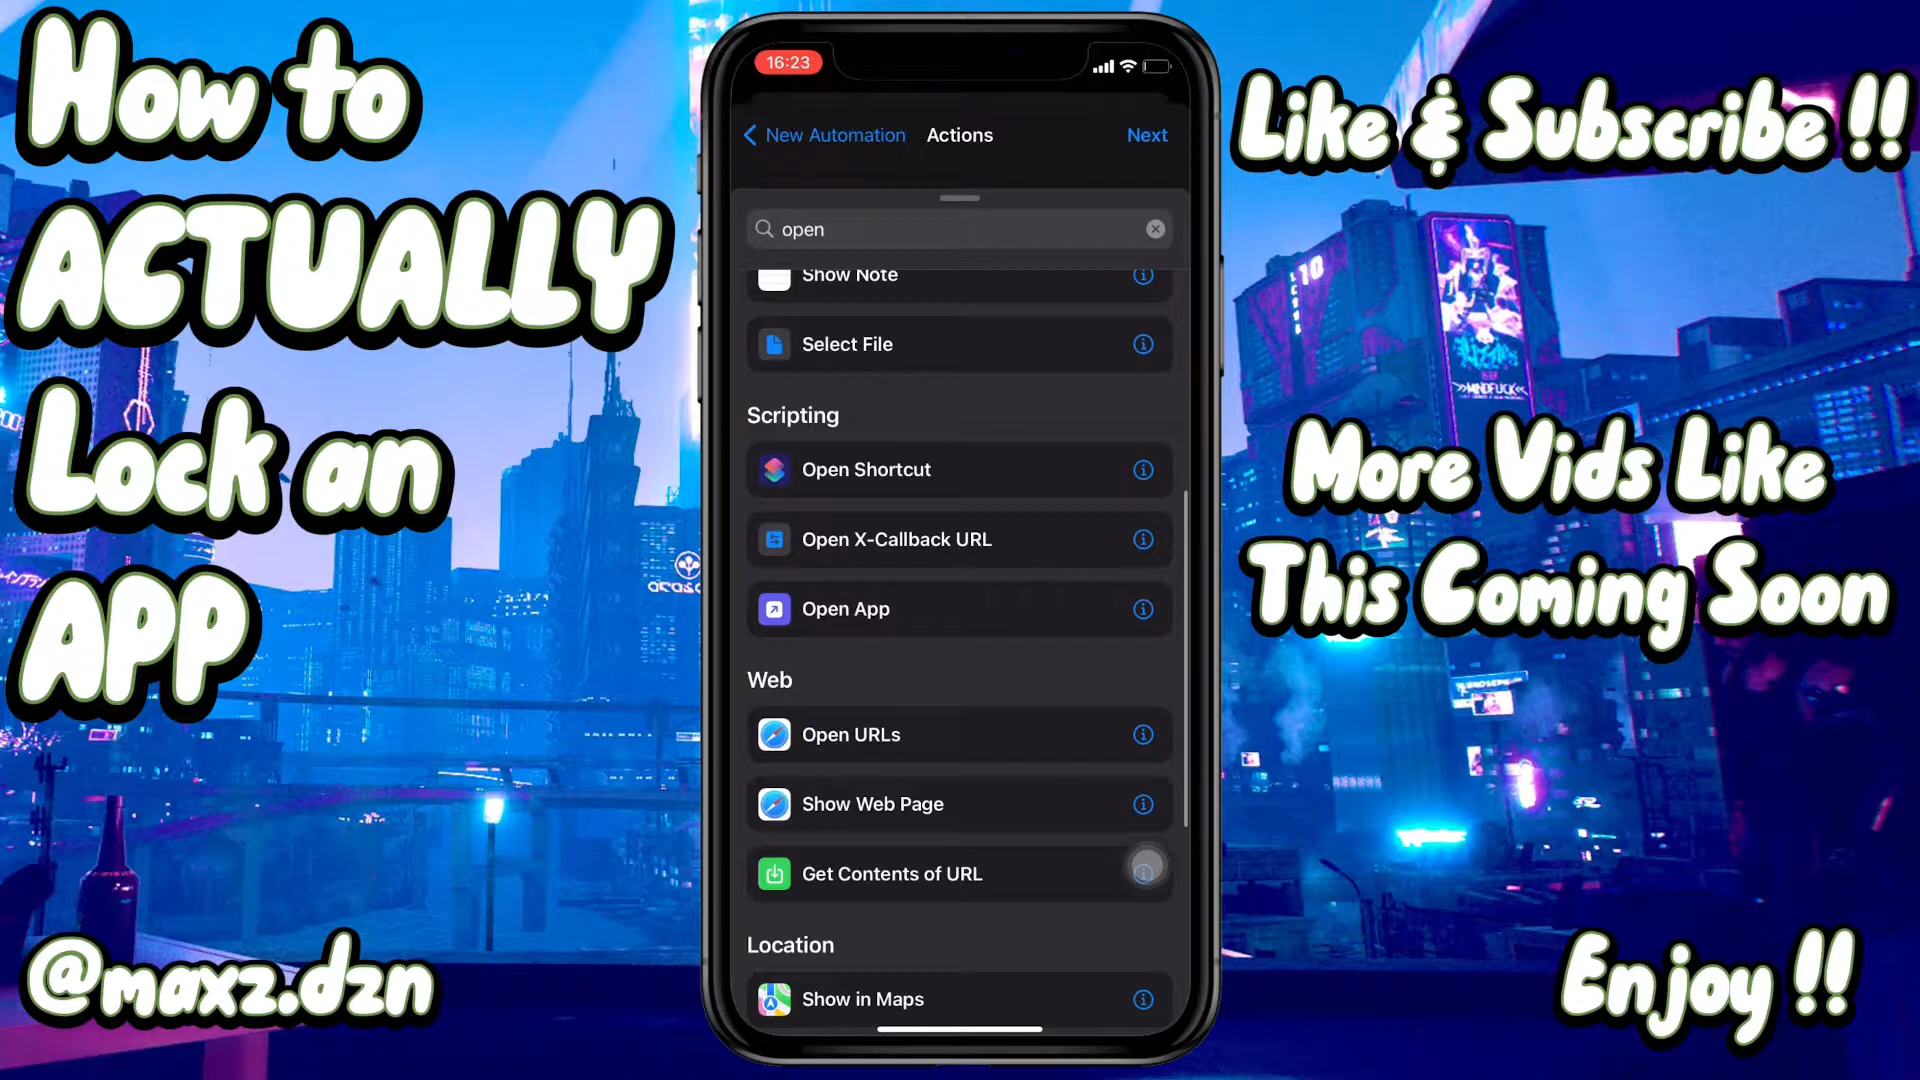 How to
ACTUALLY
Lock an
APP
@maxz.dzn
16:23
New Automation
Actions
Next
open
Show Note
Select File
Scripting
Open Shortcut
Open X-Callback URL
Open App
Web
Open URLs
Show Web Page
Get Contents of URL
Location
Show in Maps
Like & Subscribe !!
More Vids Like
This Coming Soon
Enjoy !!
>>MINDFUCK<<